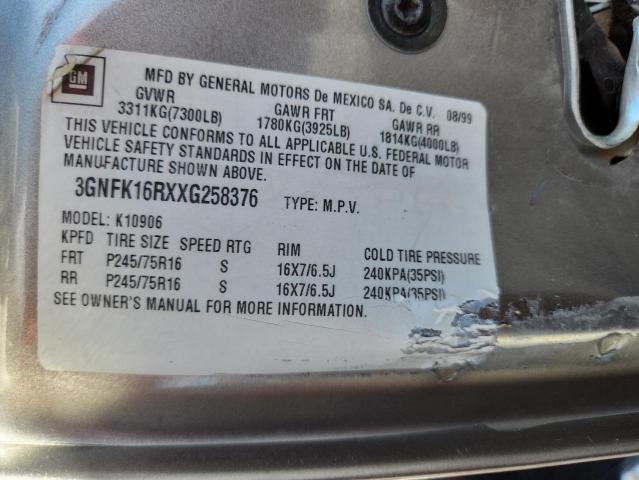 GM
MFD BY GENERAL MOTORS De MEXICO SA. De C.V. 08/99
GVWR GAWR FRT GAWR RR
3311KG(7300LB) 1780KG(3925LB) 1814KG(4000LB)
THIS VEHICLE CONFORMS TO ALL APPLICABLE U.S. FEDERAL MOTOR
VEHICLE SAFETY STANDARDS IN EFFECT ON THE DATE OF
MANUFACTURE SHOWN ABOVE.
3GNFK16RXXG258376 TYPE: M.P.V.
MODEL: K10906
KPFD TIRE SIZE SPEED RTG RIM COLD TIRE PRESSURE
FRT P245/75R16 S 16X7/6.5J 240KPA(35PSI)
RR P245/75R16 S 16X7/6.5J 240KPA(35PSI)
SEE OWNER'S MANUAL FOR MORE INFORMATION.